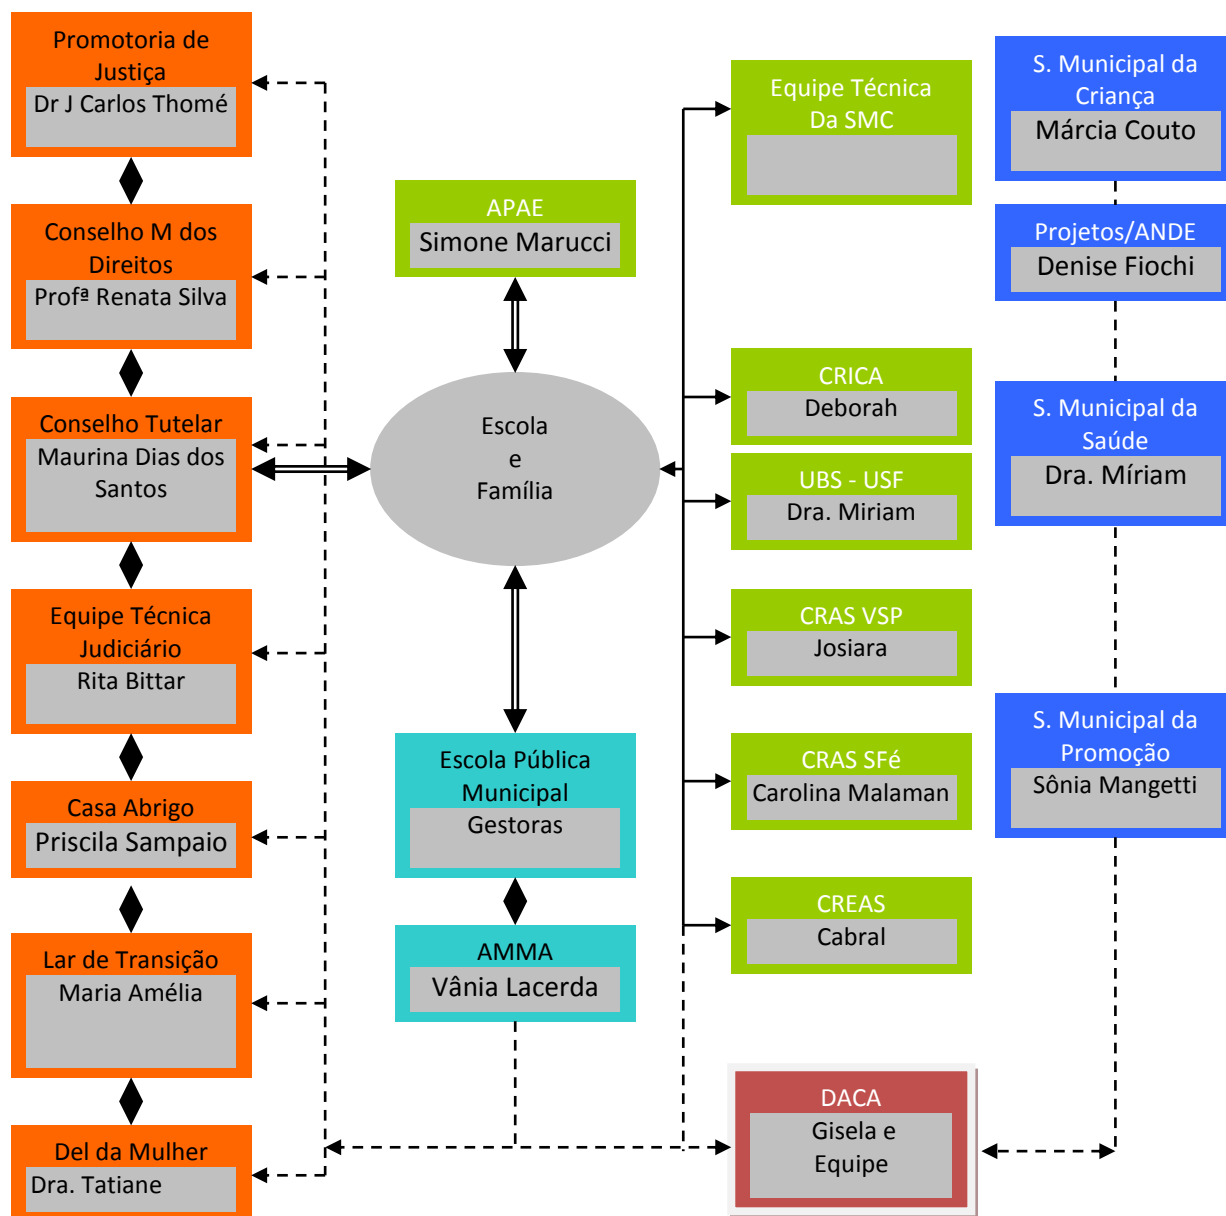 Promotoria de
Justiça
Dr J Carlos Thomé
Conselho M dos
Direitos
Profª Renata Silva
Conselho Tutelar
Maurina Dias dos
Santos
Equipe Técnica
Judiciário
Rita Bittar
Casa Abrigo
Priscila Sampaio
Lar de Transição
Maria Amélia
Del da Mulher
Dra. Tatiane
APAE
Simone Marucci
Escola
e
Família
Escola Pública
Municipal
Gestoras
AMMA
Vânia Lacerda
Equipe Técnica
Da SMC
CRICA
Deborah
UBS - USF
Dra. Miriam
CRAS VSP
Josiara
CRAS SFé
Carolina Malaman
CREAS
Cabral
DACA
Gisela e
Equipe
S. Municipal da
Criança
Márcia Couto
Projetos/ANDE
Denise Fiochi
S. Municipal da
Saúde
Dra. Míriam
S. Municipal da
Promoção
Sônia Mangetti